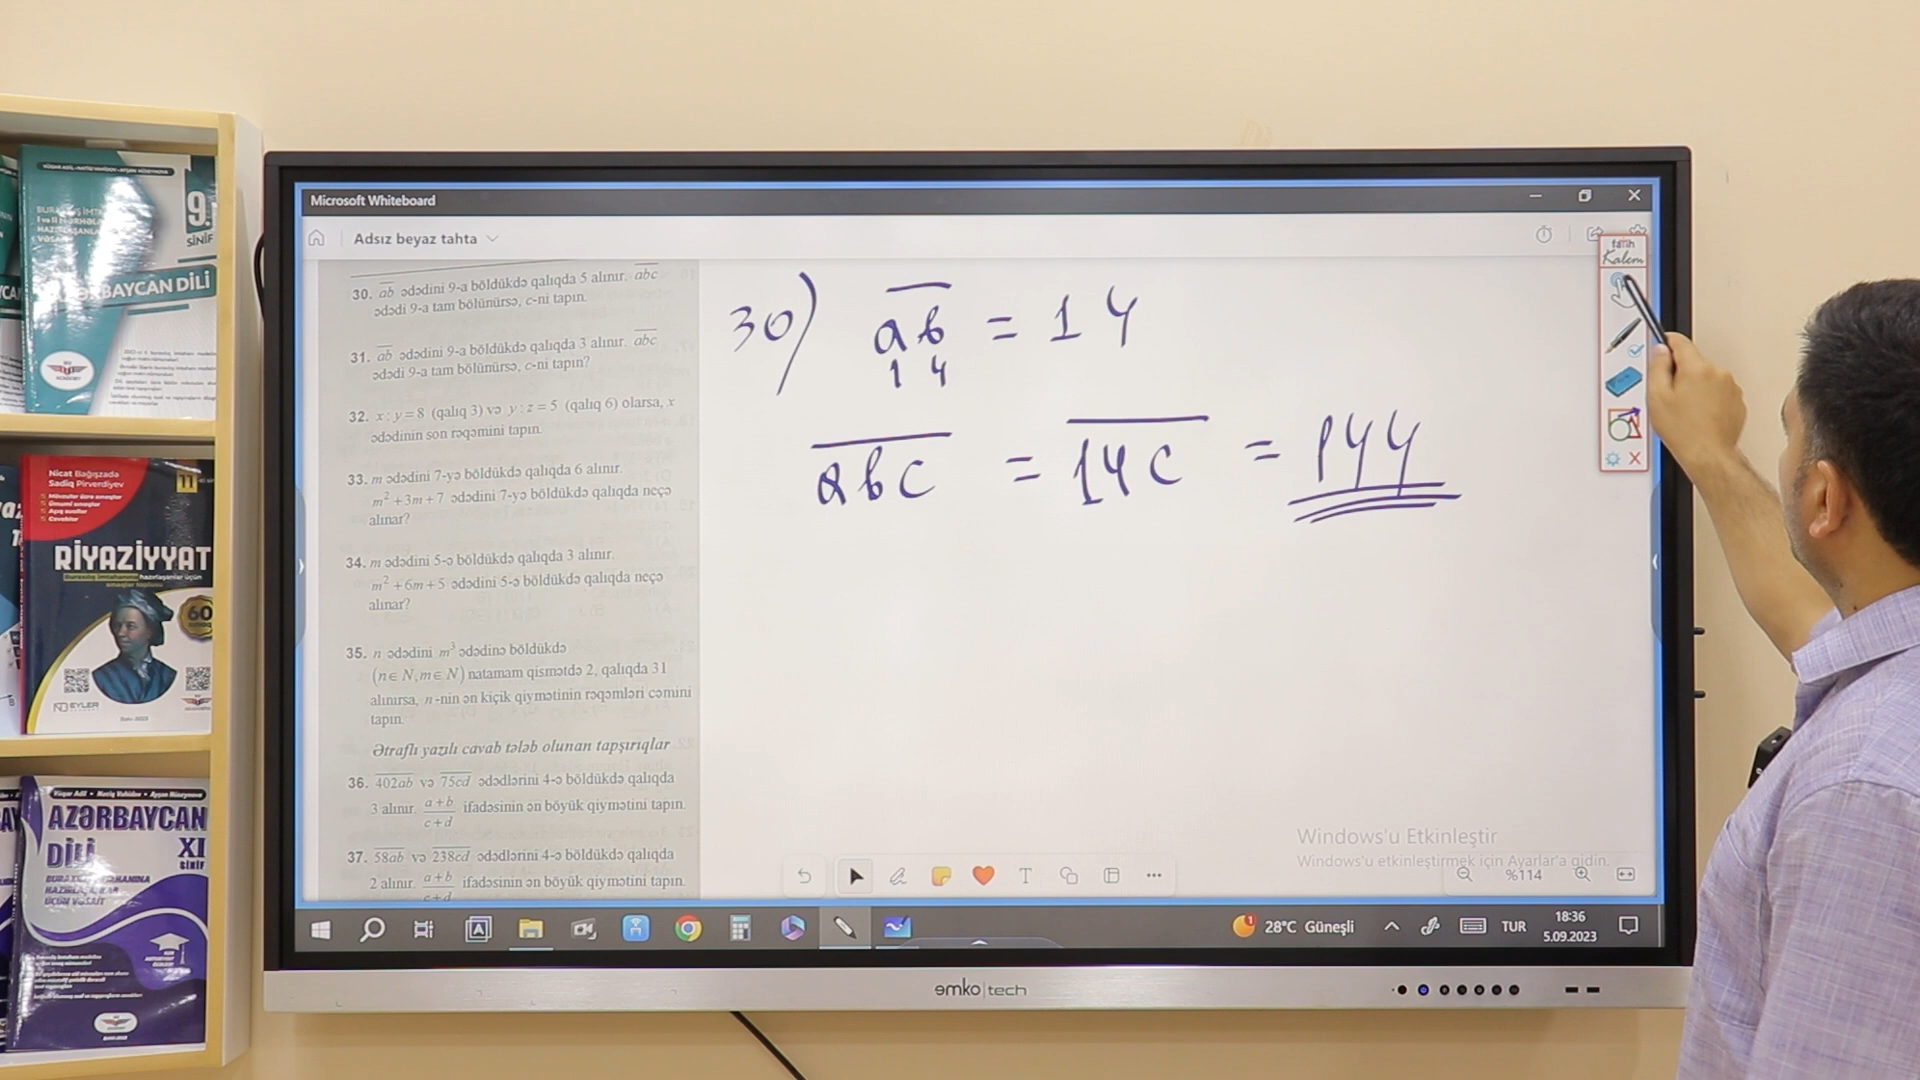 Microsoft Whiteboard
Adsız beyaz tahta
30. ab ədədini 9-a böldükdə qalıqda 5 alınır. abc
ədədi 9-a tam bölünürsə, c-ni tapın.
31. ab ədədini 9-a böldükdə qalıqda 3 alınır. abc
ədədi 9-a tam bölünürsə, c-ni tapın?
32. x : y = 8 (qalıq 3) və y : z = 5 (qalıq 6) olarsa, x
ədədinin son rəqəmini tapın.
33. m ədədini 7-yə böldükdə qalıqda 6 alınır.
m² + 3m + 7 ədədini 7-yə böldükdə qalıqda neçə
alınar?
34. m ədədini 5-ə böldükdə qalıqda 3 alınır.
m² + 6m + 5 ədədini 5-ə böldükdə qalıqda neçə
alınar?
35. n ədədini m³ ədədinə böldükdə
(n ∈ N, m ∈ N) natamam qismətdə 2, qalıqda 31
alınırsa, n-nin ən kiçik qiymətinin rəqəmləri cəmini
tapın.
Ətraflı yazılı cavab tələb olunan tapşırıqlar
36. 402ab və 75cd ədədlərini 4-ə böldükdə qalıqda
3 alınır. a+b/c+d ifadəsinin ən böyük qiymətini tapın.
37. 58ab və 238cd ədədlərini 4-ə böldükdə qalıqda
2 alınır. a+b/c+d ifadəsinin ən böyük qiymətini tapın.
30) ab = 14
1 4
abc = 14c = 144
fatih
Kalem
Windows'u Etkinleştir
Windows'u etkinleştirmek için Ayarlar'a gidin.
%114
28°C Güneşli
TUR
18:36
5.09.2023
emko|tech
9.
SİNİF
AZƏRBAYCAN DİLİ
Nicat Bağışzadə
Sadiq Pirverdiyev
11
RİYAZİYYAT
60
AZƏRBAYCAN
DİLİ
XI
SİNİF